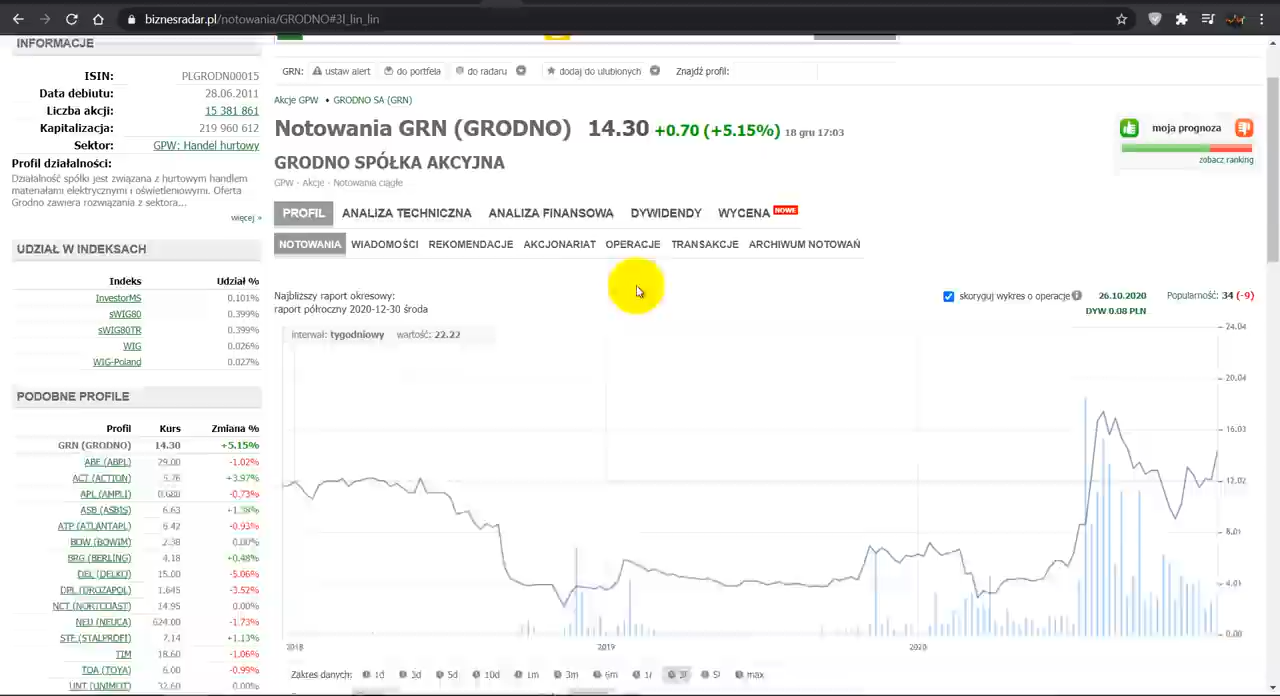 biznesradar.pl/notowania/GRODNO#3l_lin_lin
INFORMACJE
ISIN: PLGRODN00015
Data debiutu: 28.06.2011
Liczba akcji: 15 381 861
Kapitalizacja: 219 960 612
Sektor: GPW: Handel hurtowy
Profil działalności:
Działalność spółki jest związana z hurtowym handlem
materiałami elektrycznymi i oświetleniowymi. Oferta
Grodno zawiera rozwiązania z sektora...
więcej »
UDZIAŁ W INDEKSACH
Indeks Udział %
InvestorMS 0.101%
sWIG80 0.399%
sWIG80TR 0.399%
WIG 0.026%
WIG-Poland 0.027%
PODOBNE PROFILE
Profil Kurs Zmiana %
GRN (GRODNO) 14.30 +5.15%
ABE (ABPL) 29.00 -1.02%
ACT (ACTION) 5.76 +3.97%
APL (AMPLI) -0.73%
ASB (ASBIS) 6.63 +1.38%
ATP (ATLANTAPL) 6.42 -0.93%
BOW (BOWIM) 2.38 0.00%
BRG (BERLING) 4.18 +0.48%
DEL (DELKO) 15.00 -5.06%
DPL (DROZAPOL) 1.645 -3.52%
NCT (NORTCOAST) 14.95 0.00%
NEU (NEUCA) 624.00 -1.73%
STF (STALPROFI) 7.14 +1.13%
TIM 18.60 -1.06%
TOA (TOYA) 6.00 -0.99%
UNT (UNIMOT) 32.60 0.00%
GRN: ustaw alert do portfela do radaru dodaj do ulubionych Znajdź profil:
Akcje GPW • GRODNO SA (GRN)
Notowania GRN (GRODNO) 14.30 +0.70 (+5.15%) 18 gru 17:03
GRODNO SPÓŁKA AKCYJNA
GPW - Akcje - Notowania ciągłe
moja prognoza
zobacz ranking
PROFIL ANALIZA TECHNICZNA ANALIZA FINANSOWA DYWIDENDY WYCENA NOWE
NOTOWANIA WIADOMOŚCI REKOMENDACJE AKCJONARIAT OPERACJE TRANSAKCJE ARCHIWUM NOTOWAŃ
Najbliższy raport okresowy:
raport półroczny 2020-12-30 środa
skoryguj wykres o operacje 26.10.2020 Popularność: 34 (-9)
DYW 0.08 PLN
interwał: tygodniowy wartość: 22.22
24.04
20.04
16.03
12.02
8.01
4.01
0.00
2018 2019 2020
Zakres danych: 1d 3d 5d 10d 1m 3m 6m 1r 5l max